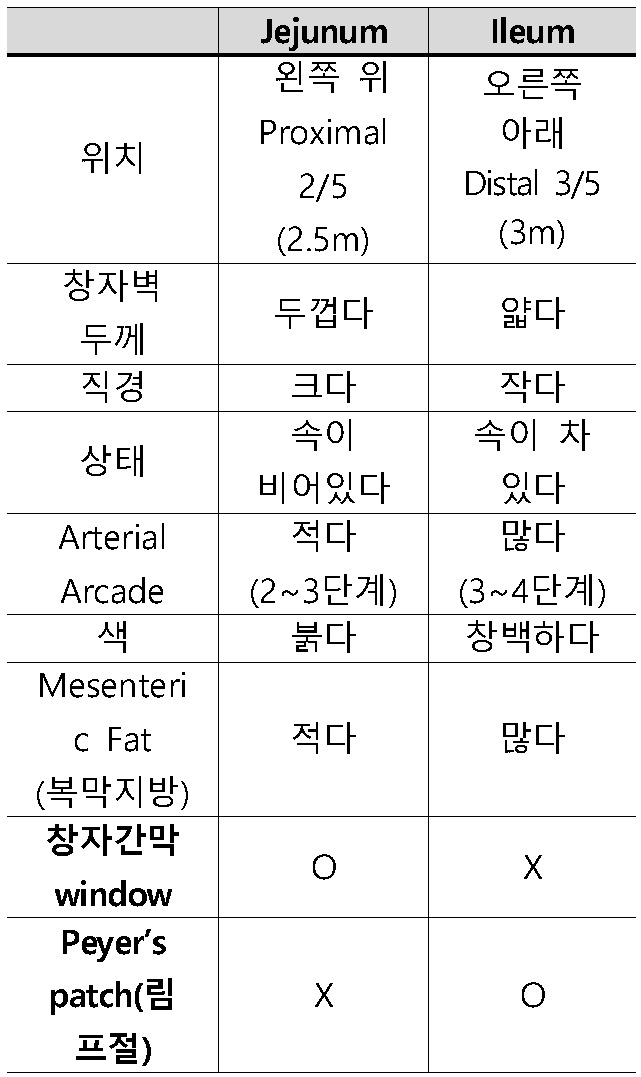 Jejunum Ileum
위치
왼쪽 위
Proximal
2/5
(2.5m)
오른쪽
아래
Distal 3/5
(3m)
창자벽
두께
두껍다
얇다
직경
크다
작다
상태
속이
비어있다
속이 차
있다
Arterial
Arcade
적다
(2~3단계)
많다
(3~4단계)
색
붉다
창백하다
Mesenteri
c Fat
(복막지방)
적다
많다
창자간막
window
O
X
Peyer’s
patch(림
프절)
X
O